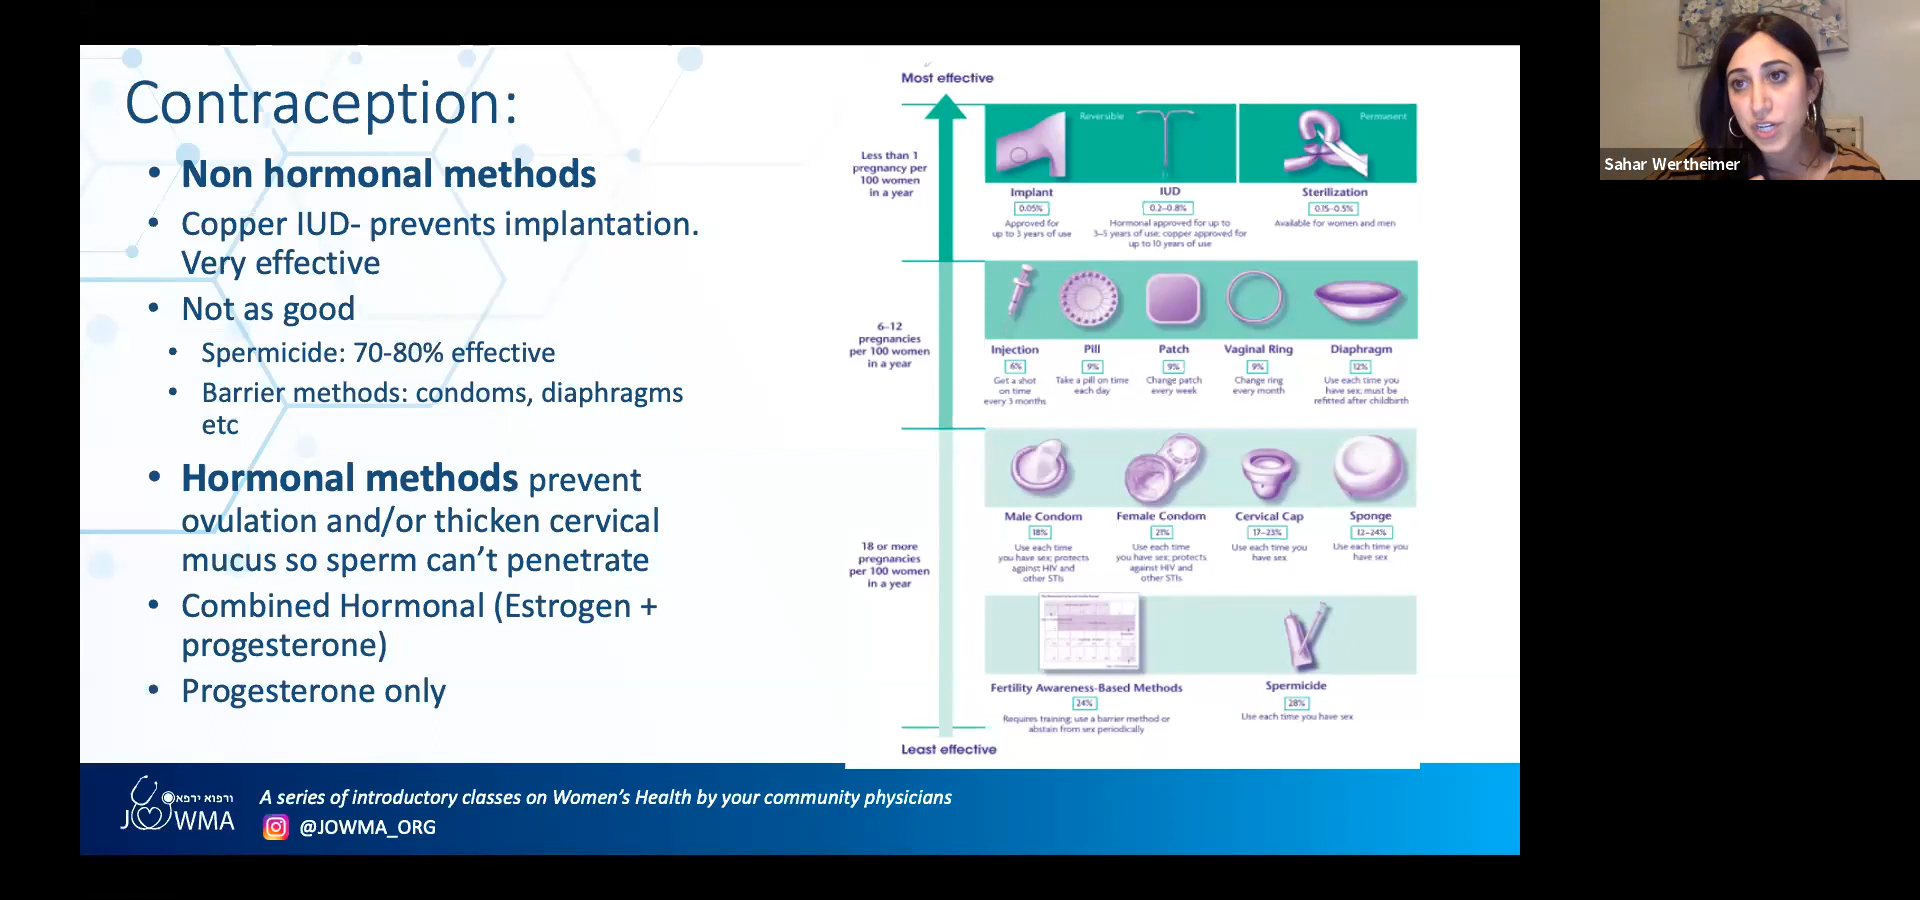 Contraception:
• Non hormonal methods
• Copper IUD- prevents implantation.
Very effective
• Not as good
• Spermicide: 70-80% effective
• Barrier methods: condoms, diaphragms
etc
• Hormonal methods prevent
ovulation and/or thicken cervical
mucus so sperm can’t penetrate
• Combined Hormonal (Estrogen +
progesterone)
• Progesterone only
Most effective
Less than 1
pregnancy per
100 women
in a year
Reversible
Permanent
Implant
0.05%
Approved for
up to 3 years of use
IUD
0.2–0.8%
Hormonal approved for up to
3–5 years of use; copper approved for
up to 10 years of use
Sterilization
0.15–0.5%
Available for women and men
6–12
pregnancies
per 100 women
in a year
Injection
6%
Get a shot
on time
every 3 months
Pill
9%
Take a pill on time
each day
Patch
9%
Change patch
every week
Vaginal Ring
9%
Change ring
every month
Diaphragm
12%
Use each time you
have sex; must be
refitted after childbirth
18 or more
pregnancies
per 100 women
in a year
Male Condom
18%
Use each time
you have sex; protects
against HIV and
other STIs
Female Condom
21%
Use each time
you have sex; protects
against HIV and
other STIs
Cervical Cap
17–23%
Use each time you
have sex
Sponge
12–24%
Use each time you
have sex
Fertility Awareness-Based Methods
24%
Requires training; use a barrier method or
abstain from sex periodically
Spermicide
28%
Use each time you have sex
Least effective
ורפוא ירפא
JOWMA
A series of introductory classes on Women’s Health by your community physicians
@JOWMA_ORG
Sahar Wertheimer